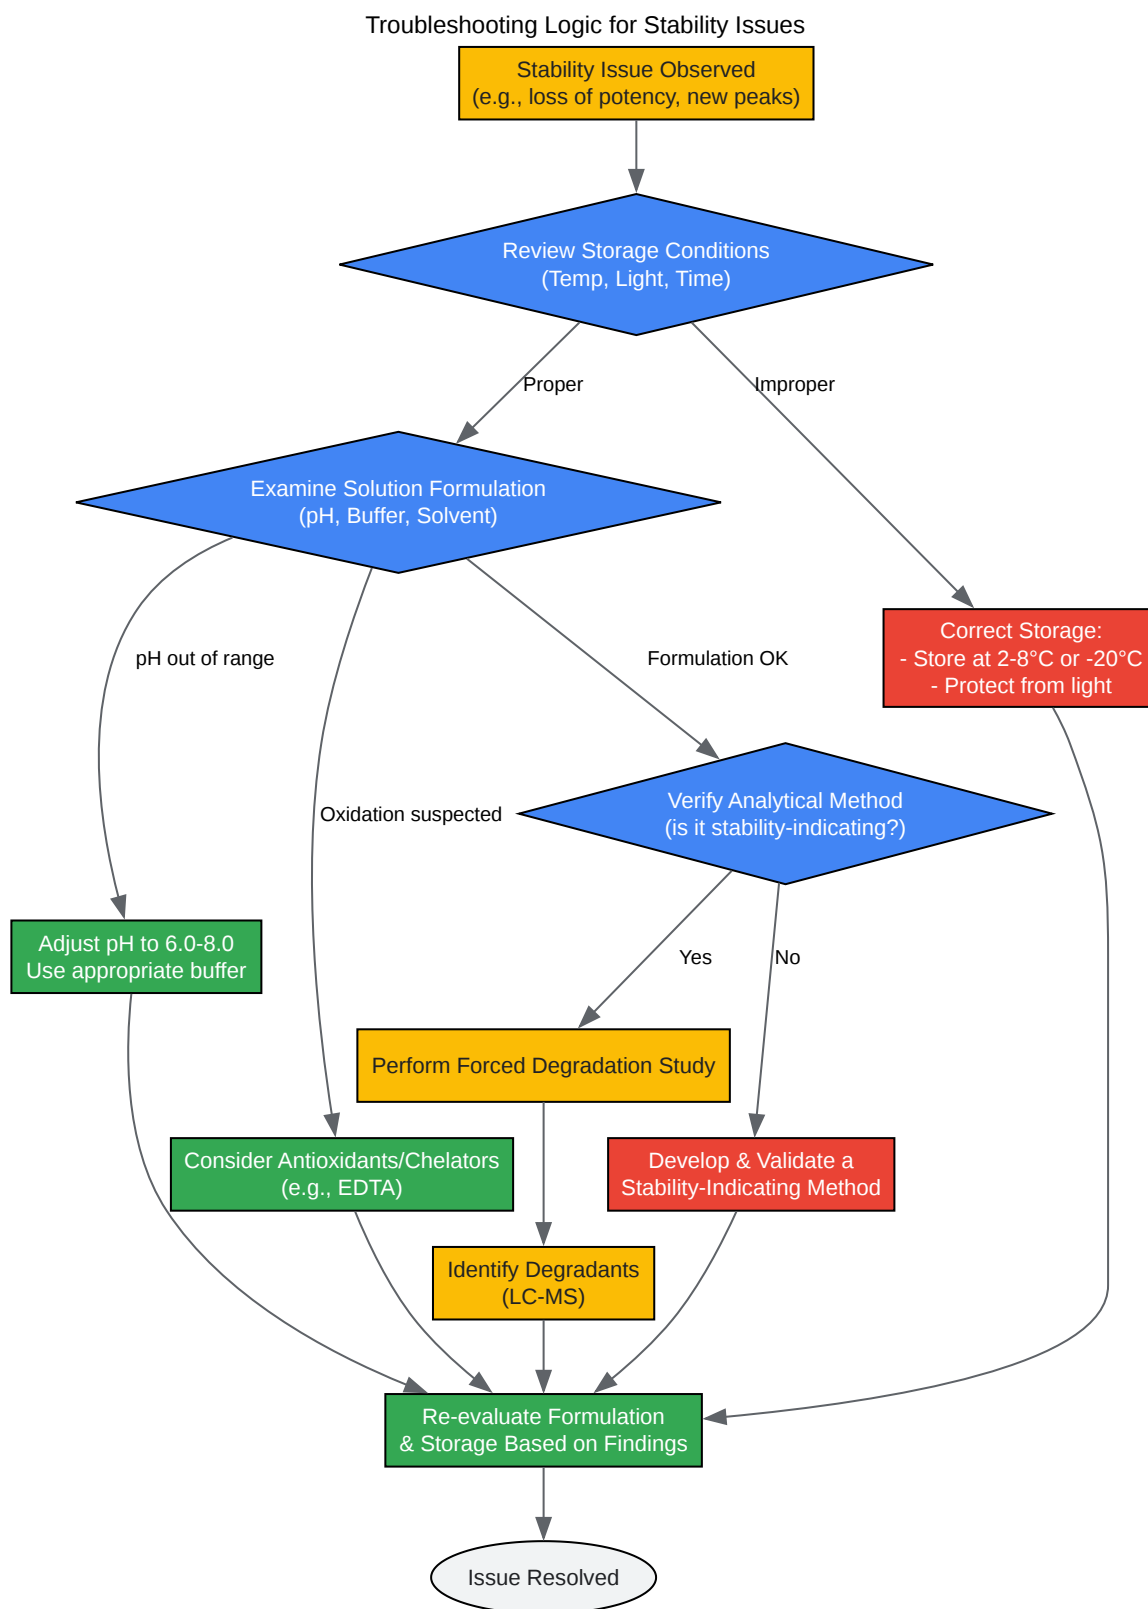 Troubleshooting Logic for Stability Issues
Stability Issue Observed
(e.g., loss of potency, new peaks)
Review Storage Conditions
(Temp, Light, Time)
Proper
Improper
Examine Solution Formulation
(pH, Buffer, Solvent)
pH out of range
Formulation OK
Correct Storage:
- Store at 2-8°C or -20°C
- Protect from light
Oxidation suspected
Verify Analytical Method
(is it stability-indicating?)
Adjust pH to 6.0-8.0
Use appropriate buffer
Yes
No
Perform Forced Degradation Study
Consider Antioxidants/Chelators
(e.g., EDTA)
Develop & Validate a
Stability-Indicating Method
Identify Degradants
(LC-MS)
Re-evaluate Formulation
& Storage Based on Findings
Issue Resolved